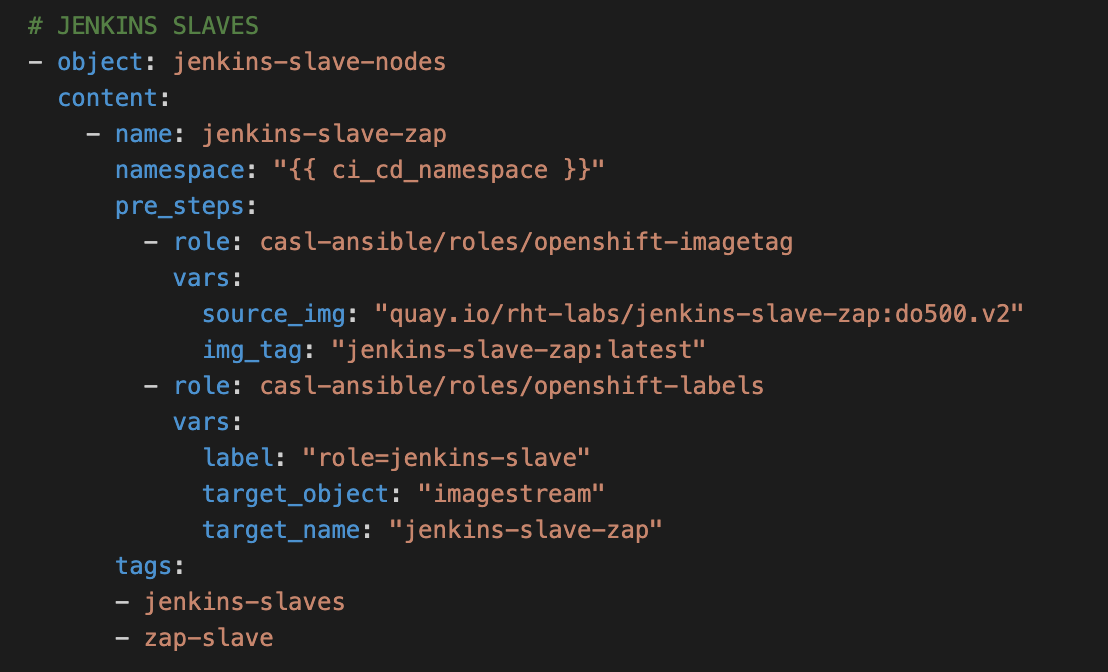 # JENKINS SLAVES
- object: jenkins-slave-nodes
  content:
    - name: jenkins-slave-zap
      namespace: "{{ ci_cd_namespace }}"
      pre_steps:
        - role: casl-ansible/roles/openshift-imagetag
          vars:
            source_img: "quay.io/rht-labs/jenkins-slave-zap:do500.v2"
            img_tag: "jenkins-slave-zap:latest"
        - role: casl-ansible/roles/openshift-labels
          vars:
            label: "role=jenkins-slave"
            target_object: "imagestream"
            target_name: "jenkins-slave-zap"
      tags:
      - jenkins-slaves
      - zap-slave